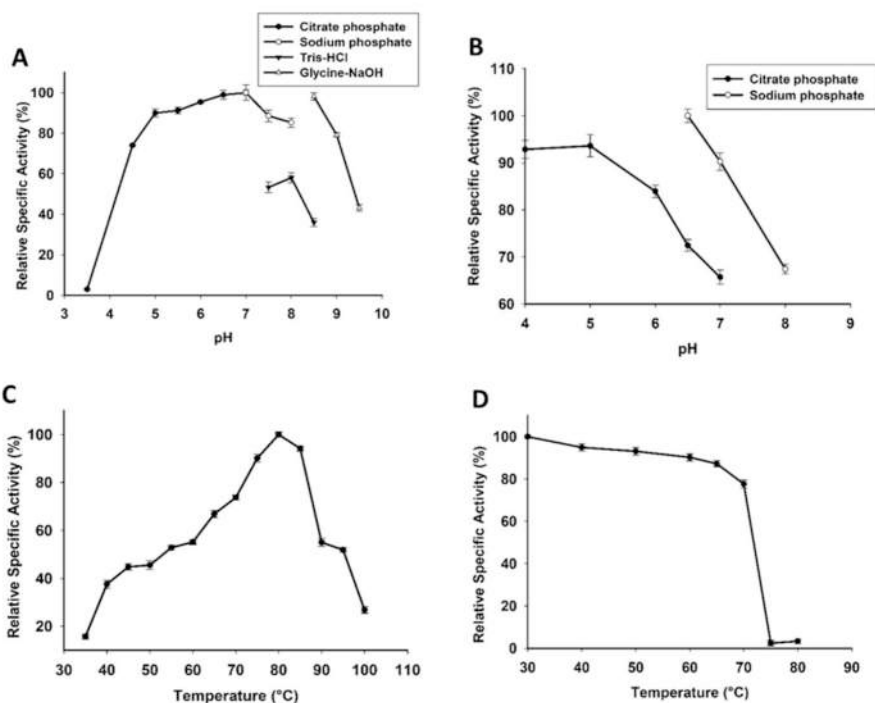 A
Citrate phosphate
Sodium phosphate
Tris-HCl
Glycine-NaOH
Relative Specific Activity (%)
120
100
80
60
40
20
0
3 4 5 6 7 8 9 10
pH
B
Citrate phosphate
Sodium phosphate
Relative Specific Activity (%)
110
100
90
80
70
60
4 5 6 7 8 9
pH
C
Relative Specific Activity (%)
100
80
60
40
20
30 40 50 60 70 80 90 100 110
Temperature (°C)
D
Relative Specific Activity (%)
100
80
60
40
20
0
30 40 50 60 70 80 90
Temperature (°C)